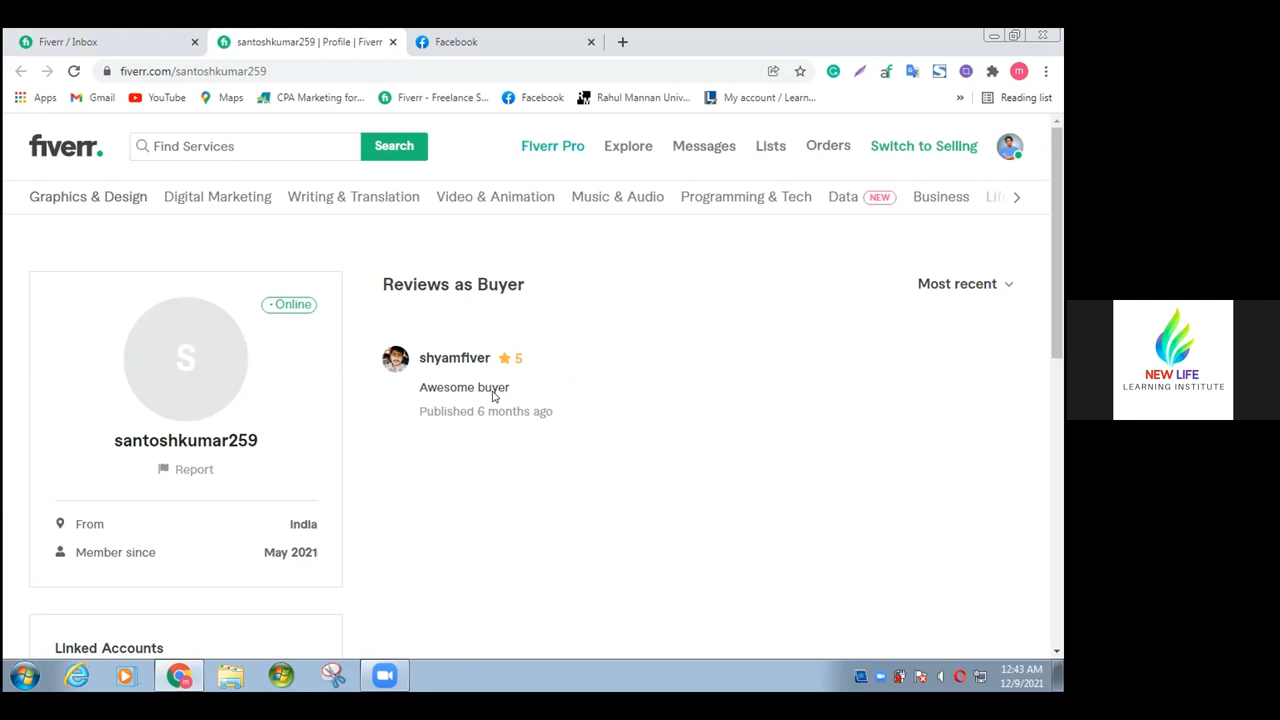 Fiverr / Inbox
santoshkumar259 | Profile | Fiverr
Facebook
fiverr.com/santoshkumar259
Apps
Gmail
YouTube
Maps
CPA Marketing for...
Fiverr - Freelance S...
Facebook
Rahul Mannan Univ...
My account / Learn...
»
Reading list
fiverr.
Find Services
Search
Fiverr Pro
Explore
Messages
Lists
Orders
Switch to Selling
Graphics & Design
Digital Marketing
Writing & Translation
Video & Animation
Music & Audio
Programming & Tech
Data NEW
Business
Life
Online
S
santoshkumar259
Report
From India
Member since May 2021
Linked Accounts
Reviews as Buyer
Most recent
shyamfiver 5
Awesome buyer
Published 6 months ago
NEW LIFE
LEARNING INSTITUTE
12:43 AM
12/9/2021